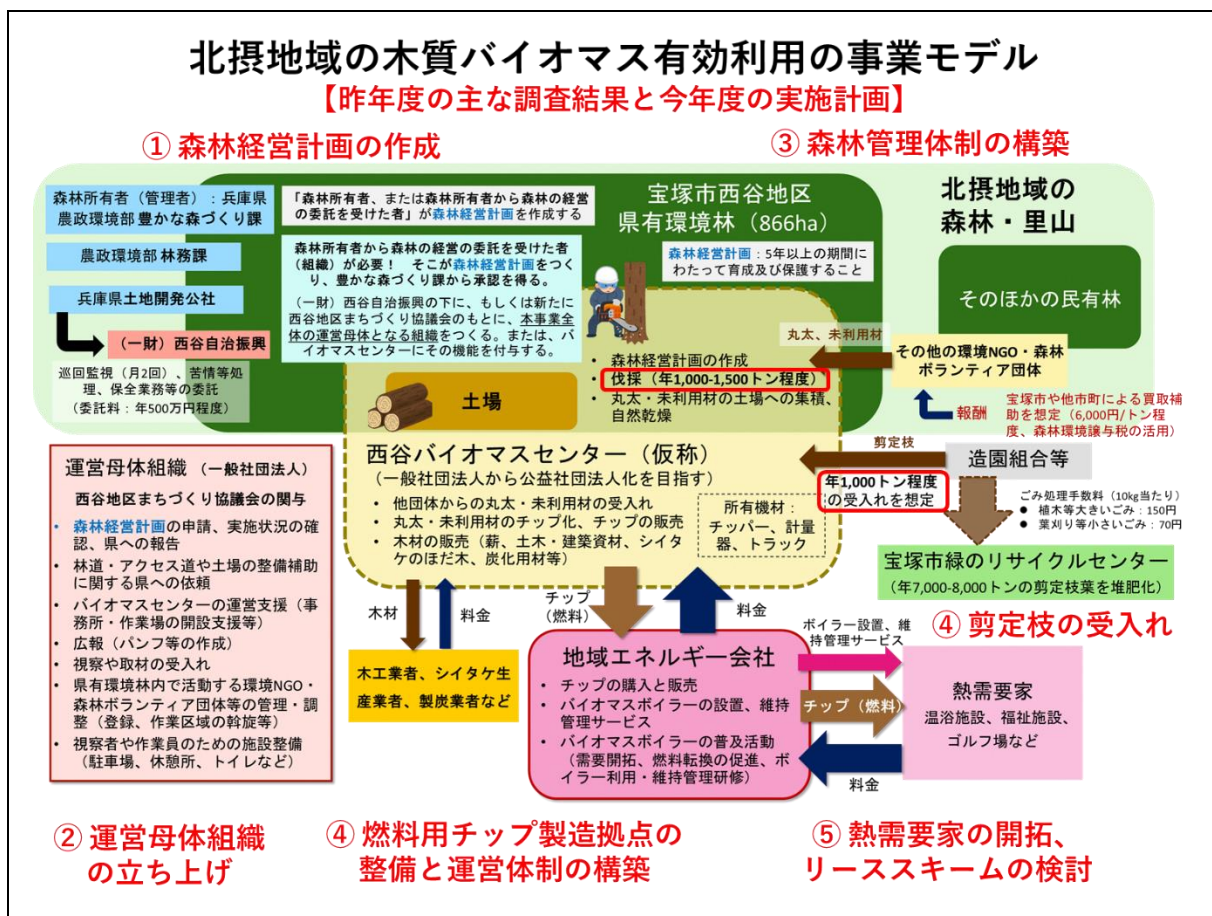 北摂地域の木質バイオマス有効利用の事業モデル
【昨年度の主な調査結果と今年度の実施計画】
① 森林経営計画の作成
③ 森林管理体制の構築
森林所有者（管理者）：兵庫県
農政環境部 豊かな森づくり課
農政環境部 林務課
兵庫県土地開発公社
（一財）西谷自治振興
巡回監視（月2回）、苦情等処
理、保全業務等の委託
（委託料：年500万円程度）
「森林所有者、または森林所有者から森林の経営
の委託を受けた者」が森林経営計画を作成する
森林所有者から森林の経営の委託を受けた者
（組織）が必要！　そこが森林経営計画をつく
り、豊かな森づくり課から承認を得る。
（一財）西谷自治振興の下に、もしくは新たに
西谷地区まちづくり協議会のもとに、本事業全
体の運営母体となる組織をつくる。または、バ
イオマスセンターにその機能を付与する。
宝塚市西谷地区
県有環境林（866ha）
森林経営計画：5年以上の期間に
わたって育成及び保護すること
北摂地域の
森林・里山
そのほかの民有林
丸太、未利用材
その他の環境NGO・森林
ボランティア団体
報酬
宝塚市や他市町による買取補
助を想定（6,000円/トン程
度、森林環境譲与税の活用）
土場
• 森林経営計画の作成
• 伐採（年1,000-1,500トン程度）
• 丸太・未利用材の土場への集積、
自然乾燥
西谷バイオマスセンター（仮称）
（一般社団法人から公益社団法人化を目指す）
• 他団体からの丸太・未利用材の受入れ
• 丸太・未利用材のチップ化、チップの販売
• 木材の販売（薪、土木・建築資材、シイタ
ケのほだ木、炭化用材等）
所有機材：
チッパー、計量
器、トラック
剪定枝
年1,000トン程度
の受入れを想定
造園組合等
ごみ処理手数料（10kg当たり）
● 植木等大きいごみ：150円
● 葉刈り等小さいごみ：70円
宝塚市緑のリサイクルセンター
（年7,000-8,000トンの剪定枝葉を堆肥化）
④ 剪定枝の受入れ
運営母体組織 （一般社団法人）
西谷地区まちづくり協議会の関与
• 森林経営計画の申請、実施状況の確
認、県への報告
• 林道・アクセス道や土場の整備補助
に関する県への依頼
• バイオマスセンターの運営支援（事
務所・作業場の開設支援等）
• 広報（パンフ等の作成）
• 視察や取材の受入れ
• 県有環境林内で活動する環境NGO・
森林ボランティア団体等の管理・調
整（登録、作業区域の斡旋等）
• 視察者や作業員のための施設整備
（駐車場、休憩所、トイレなど）
木材
料金
木工業者、シイタケ生
産業者、製炭業者など
チップ
（燃料）
料金
地域エネルギー会社
• チップの購入と販売
• バイオマスボイラーの設置、維持
管理サービス
• バイオマスボイラーの普及活動
（需要開拓、燃料転換の促進、ボ
イラー利用・維持管理研修）
ボイラー設置、維
持管理サービス
チップ（燃料）
料金
熱需要家
温浴施設、福祉施設、
ゴルフ場など
② 運営母体組織
の立ち上げ
④ 燃料用チップ製造拠点の
整備と運営体制の構築
⑤ 熱需要家の開拓、
リーススキームの検討